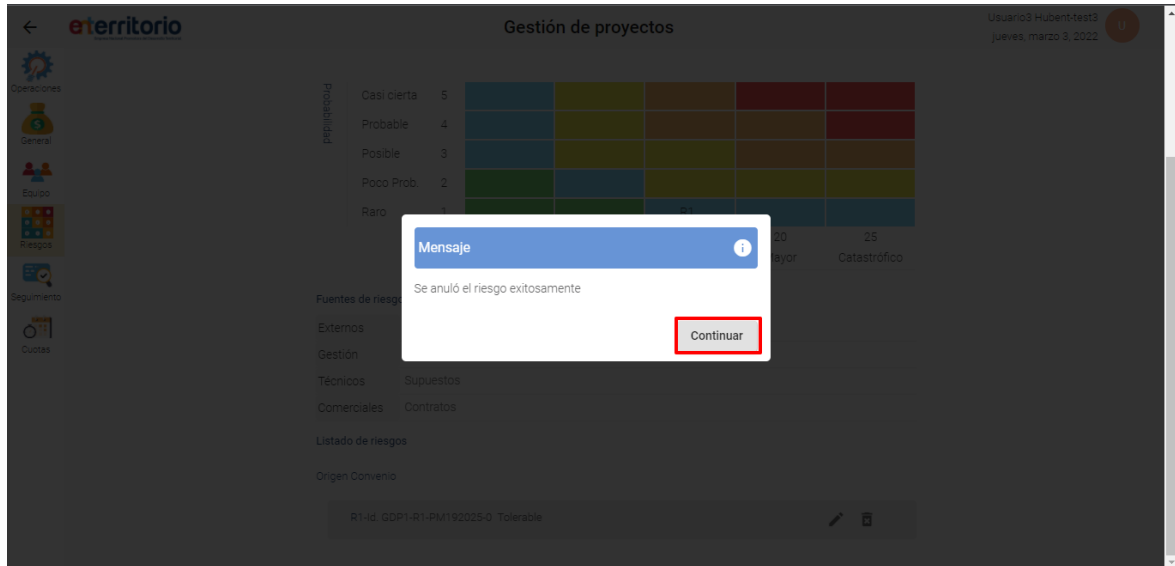 eterritorio
Gestión de proyectos
Usuario3 Hubent-test3
jueves, marzo 3, 2022
U
Operaciones
General
Equipo
Riesgos
Seguimiento
Cuotas
Probabilidad
Casi cierta 5
Probable 4
Posible 3
Poco Prob. 2
Raro 1
R1
20 25
Catastrófico
Mensaje
Se anuló el riesgo exitosamente
Continuar
Fuentes de
Externos
Gestión
Técnicos Supuestos
Comerciales Contratos
Listado de riesgos
Origen Convenio
R1-Id. GDP1-R1-PM192025-0 Tolerable